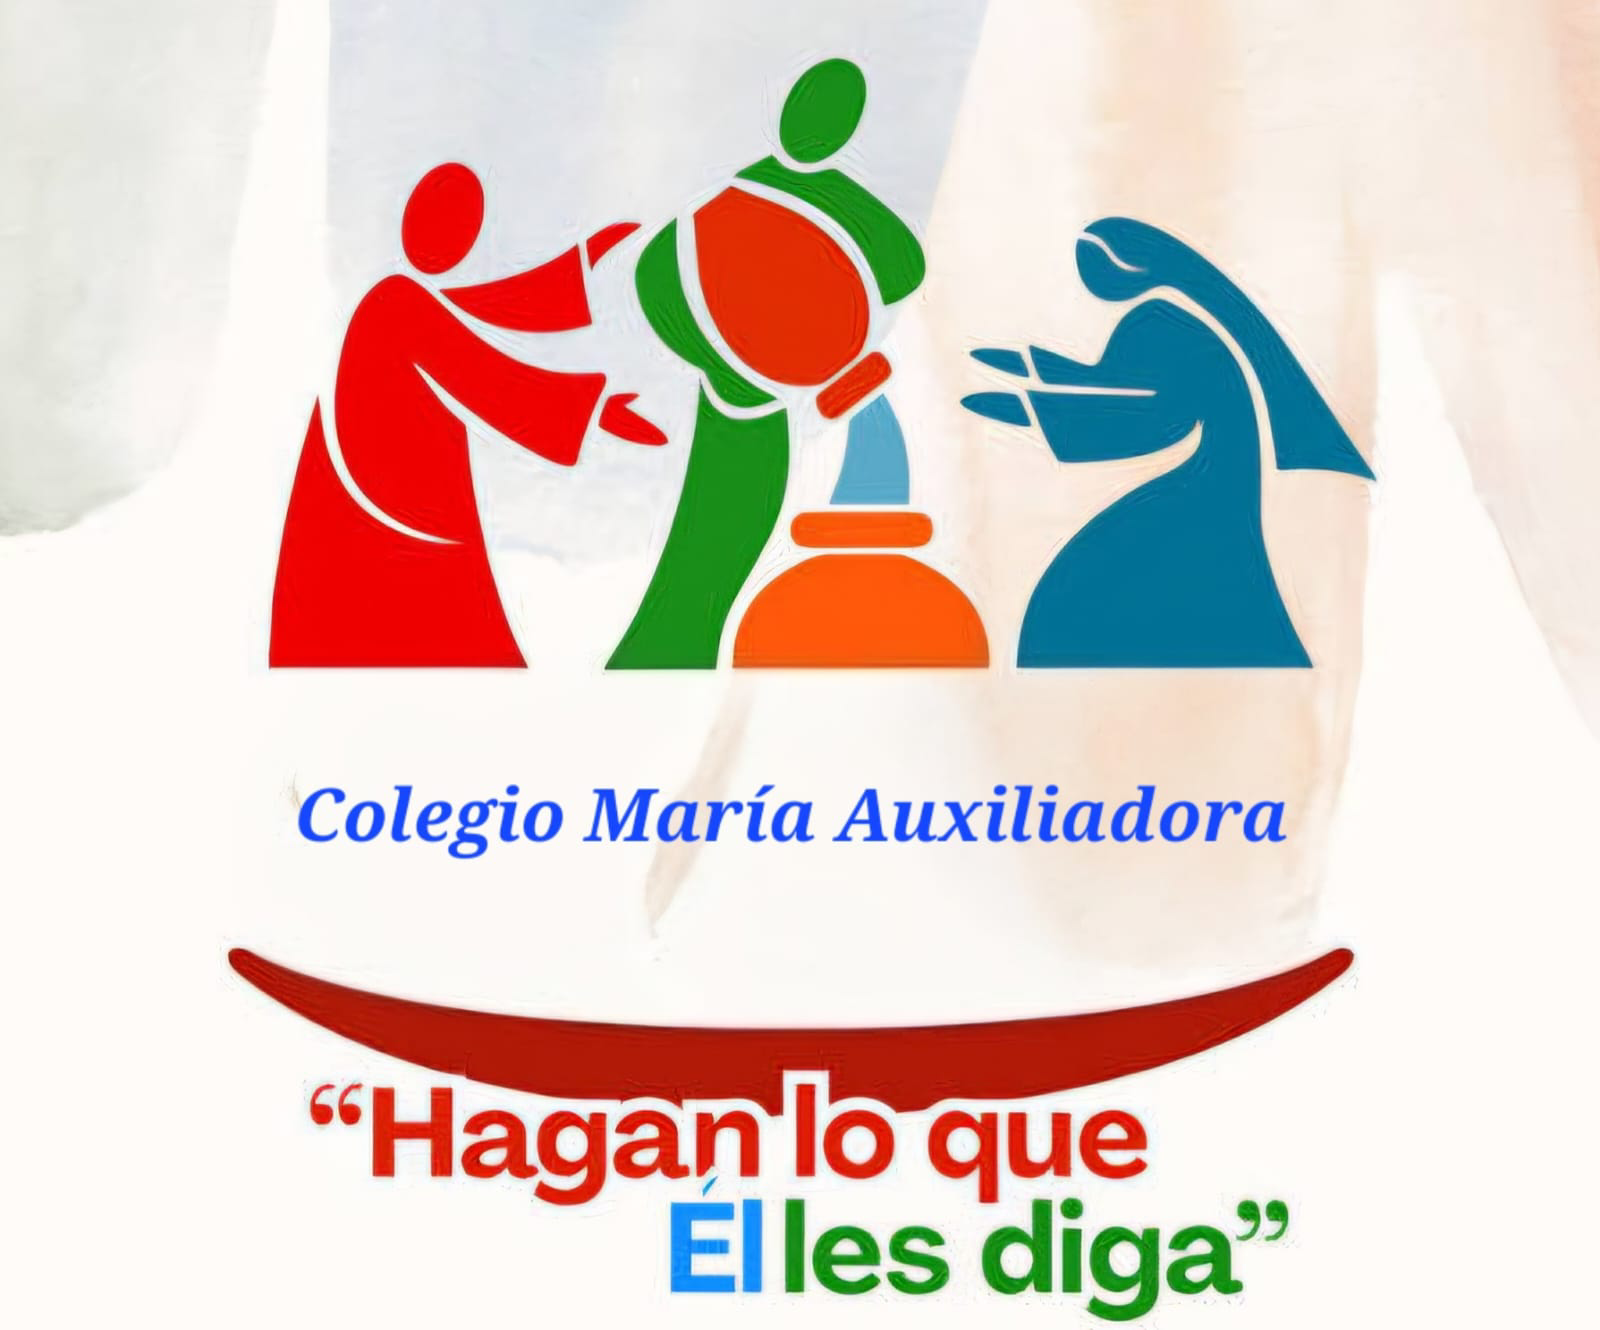 Colegio María Auxiliadora
“Hagan lo que
Él les diga”